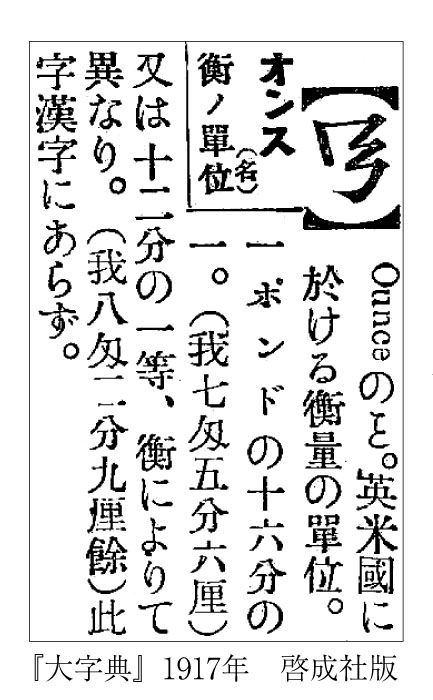 オンス
(名)
衡ノ單位
Ounceのこと。英米國に
於ける衡量の單位。
一ポンドの十六分の
一。(我七匁五分六厘)
又は十二分の一等、衡によりて
異なり。(我八匁二分九厘餘)此
字漢字にあらず。
『大字典』1917年 啓成社版